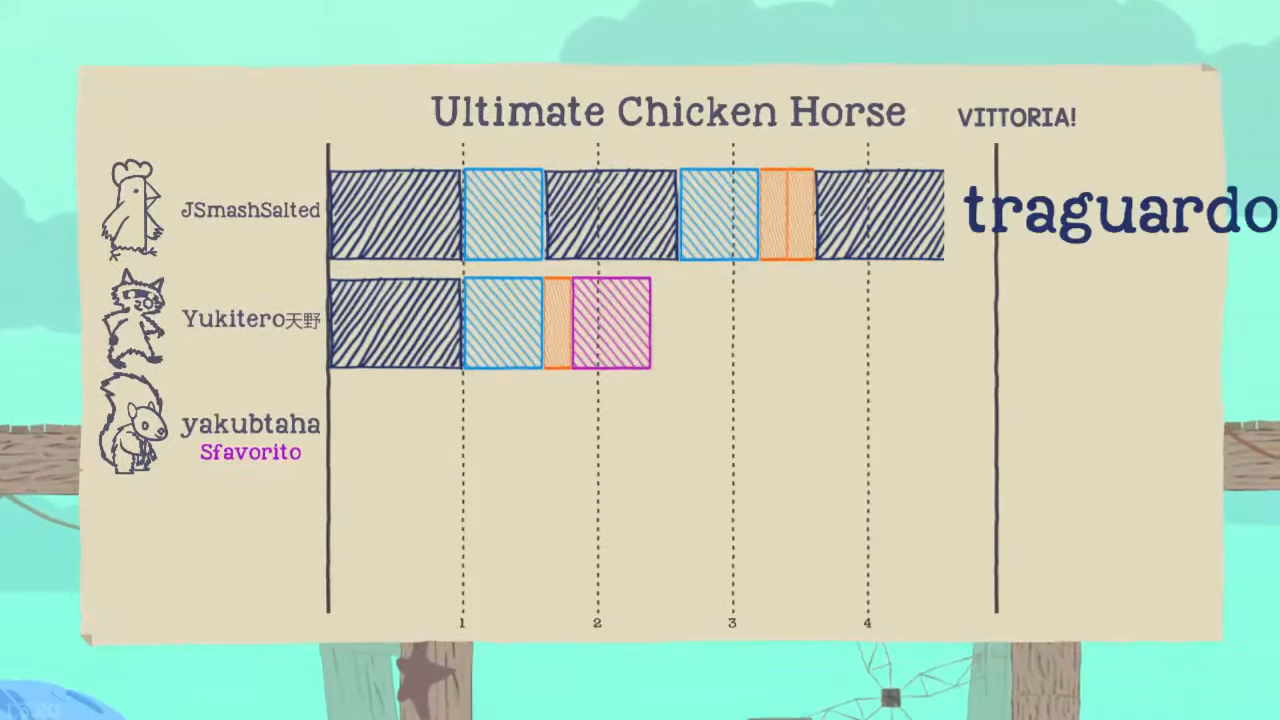 Ultimate Chicken Horse
VITTORIA!
JSmashSalted
traguardo
Yukitero天野
yakubtaha
Sfavorito
1 2 3 4